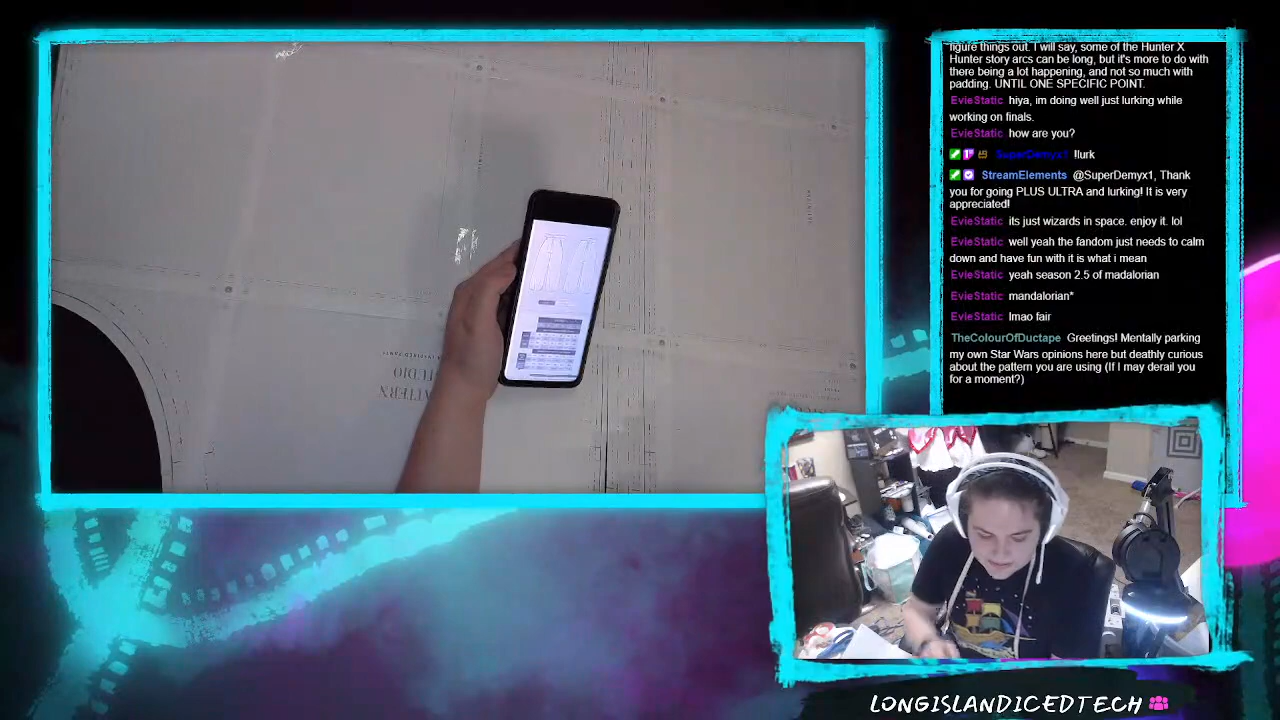 figure things out. I will say, some of the Hunter X
Hunter story arcs can be long, but it's more to do with
there being a lot happening, and not so much with
padding. UNTIL ONE SPECIFIC POINT.
EvieStatic hiya, im doing well just lurking while
working on finals.
EvieStatic how are you?
SuperDemyx1 !lurk
StreamElements @SuperDemyx1, Thank
you for going PLUS ULTRA and lurking! It is very
appreciated!
EvieStatic its just wizards in space. enjoy it. lol
EvieStatic well yeah the fandom just needs to calm
down and have fun with it is what i mean
EvieStatic yeah season 2.5 of madalorian
EvieStatic mandalorian*
EvieStatic lmao fair
TheColourOfDuctape Greetings! Mentally parking
my own Star Wars opinions here but deathly curious
about the pattern you are using (If I may derail you
for a moment?)
LONGISLANDICEDTECH